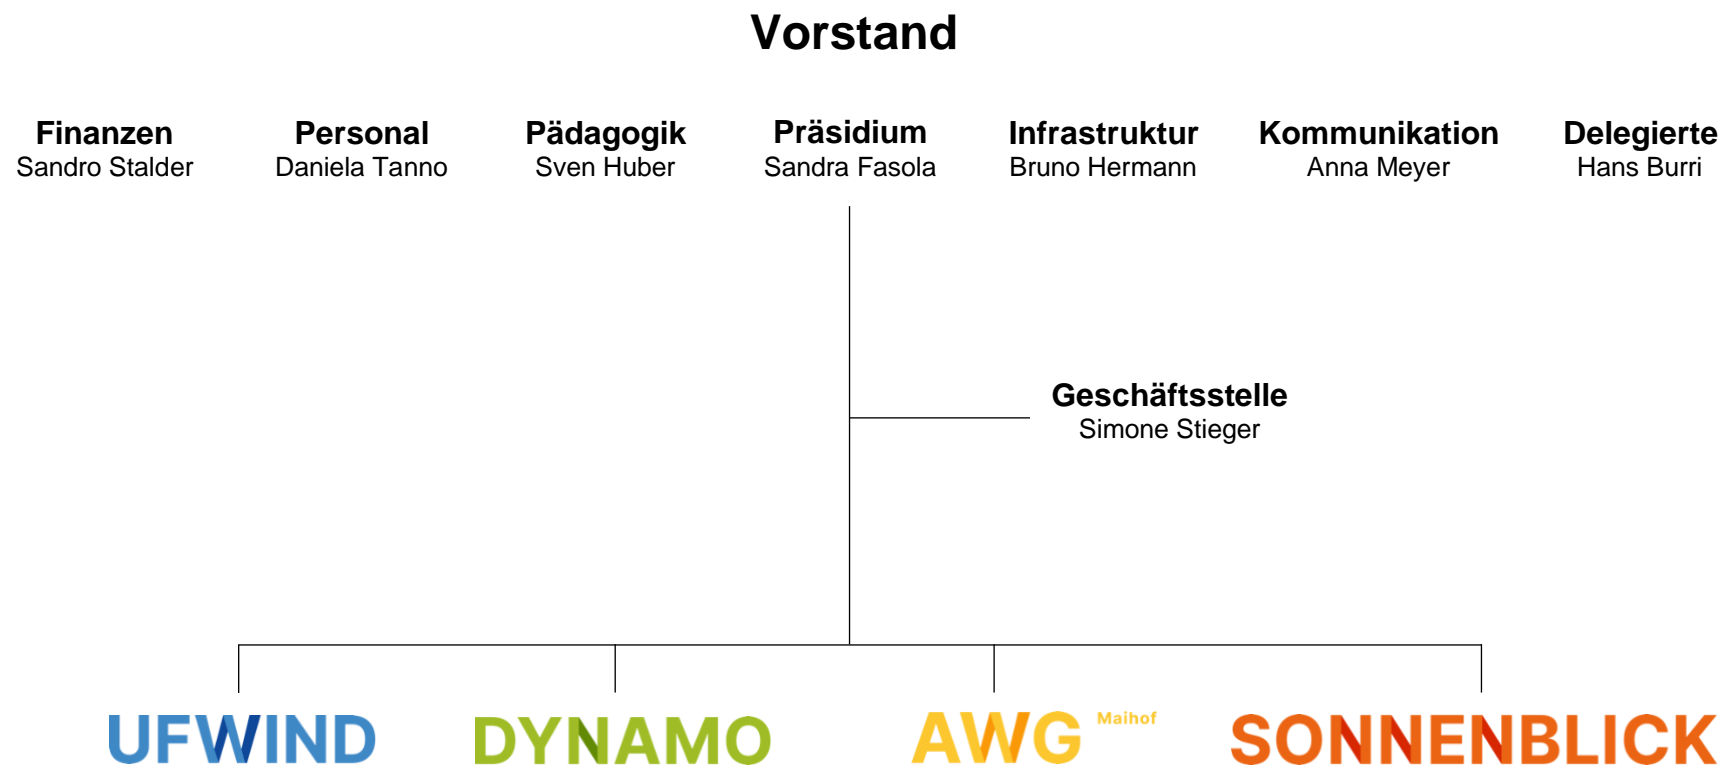 Vorstand
Finanzen
Sandro Stalder
Personal
Daniela Tanno
Pädagogik
Sven Huber
Präsidium
Sandra Fasola
Infrastruktur
Bruno Hermann
Kommunikation
Anna Meyer
Delegierte
Hans Burri
Geschäftsstelle
Simone Stieger
UFWIND
DYNAMO
AWG Maihof
SONNENBLICK